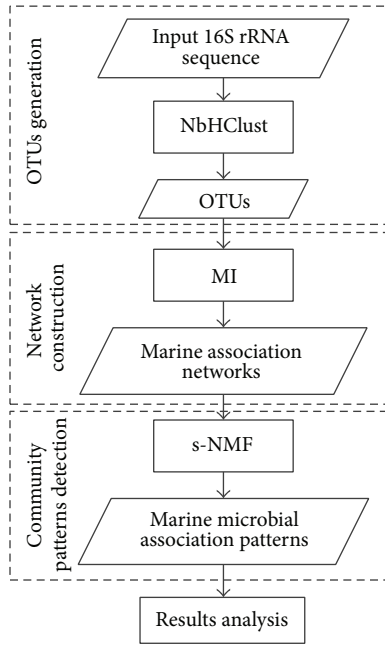 OTUs generation
Input 16S rRNA
sequence
NbHClust
OTUs
Network
construction
MI
Marine association
networks
Community
patterns detection
s-NMF
Marine microbial
association patterns
Results analysis